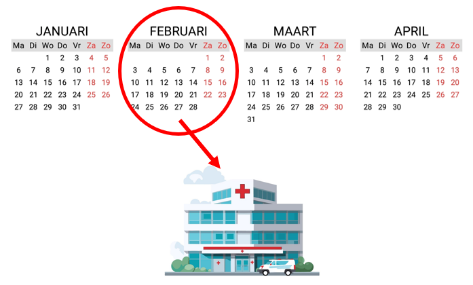 JANUARI FEBRUARI MAART APRIL
Ma Di Wo Do Vr Za Zo Ma Di Wo Do Vr Za Zo Ma Di Wo Do Vr Za Zo Ma Di Wo Do Vr Za Zo
1 2 3 4 5 1 2 1 2 1 2 3 4 5 6
6 7 8 9 10 11 12 3 4 5 6 7 8 9 3 4 5 6 7 8 9 7 8 9 10 11 12 13
13 14 15 16 17 18 19 10 11 12 13 14 15 16 10 11 12 13 14 15 16 14 15 16 17 18 19 20
20 21 22 23 24 25 26 17 18 19 20 21 22 23 17 18 19 20 21 22 23 21 22 23 24 25 26 27
27 28 29 30 31 24 25 26 27 28 24 25 26 27 28 29 30 28 29 30
31